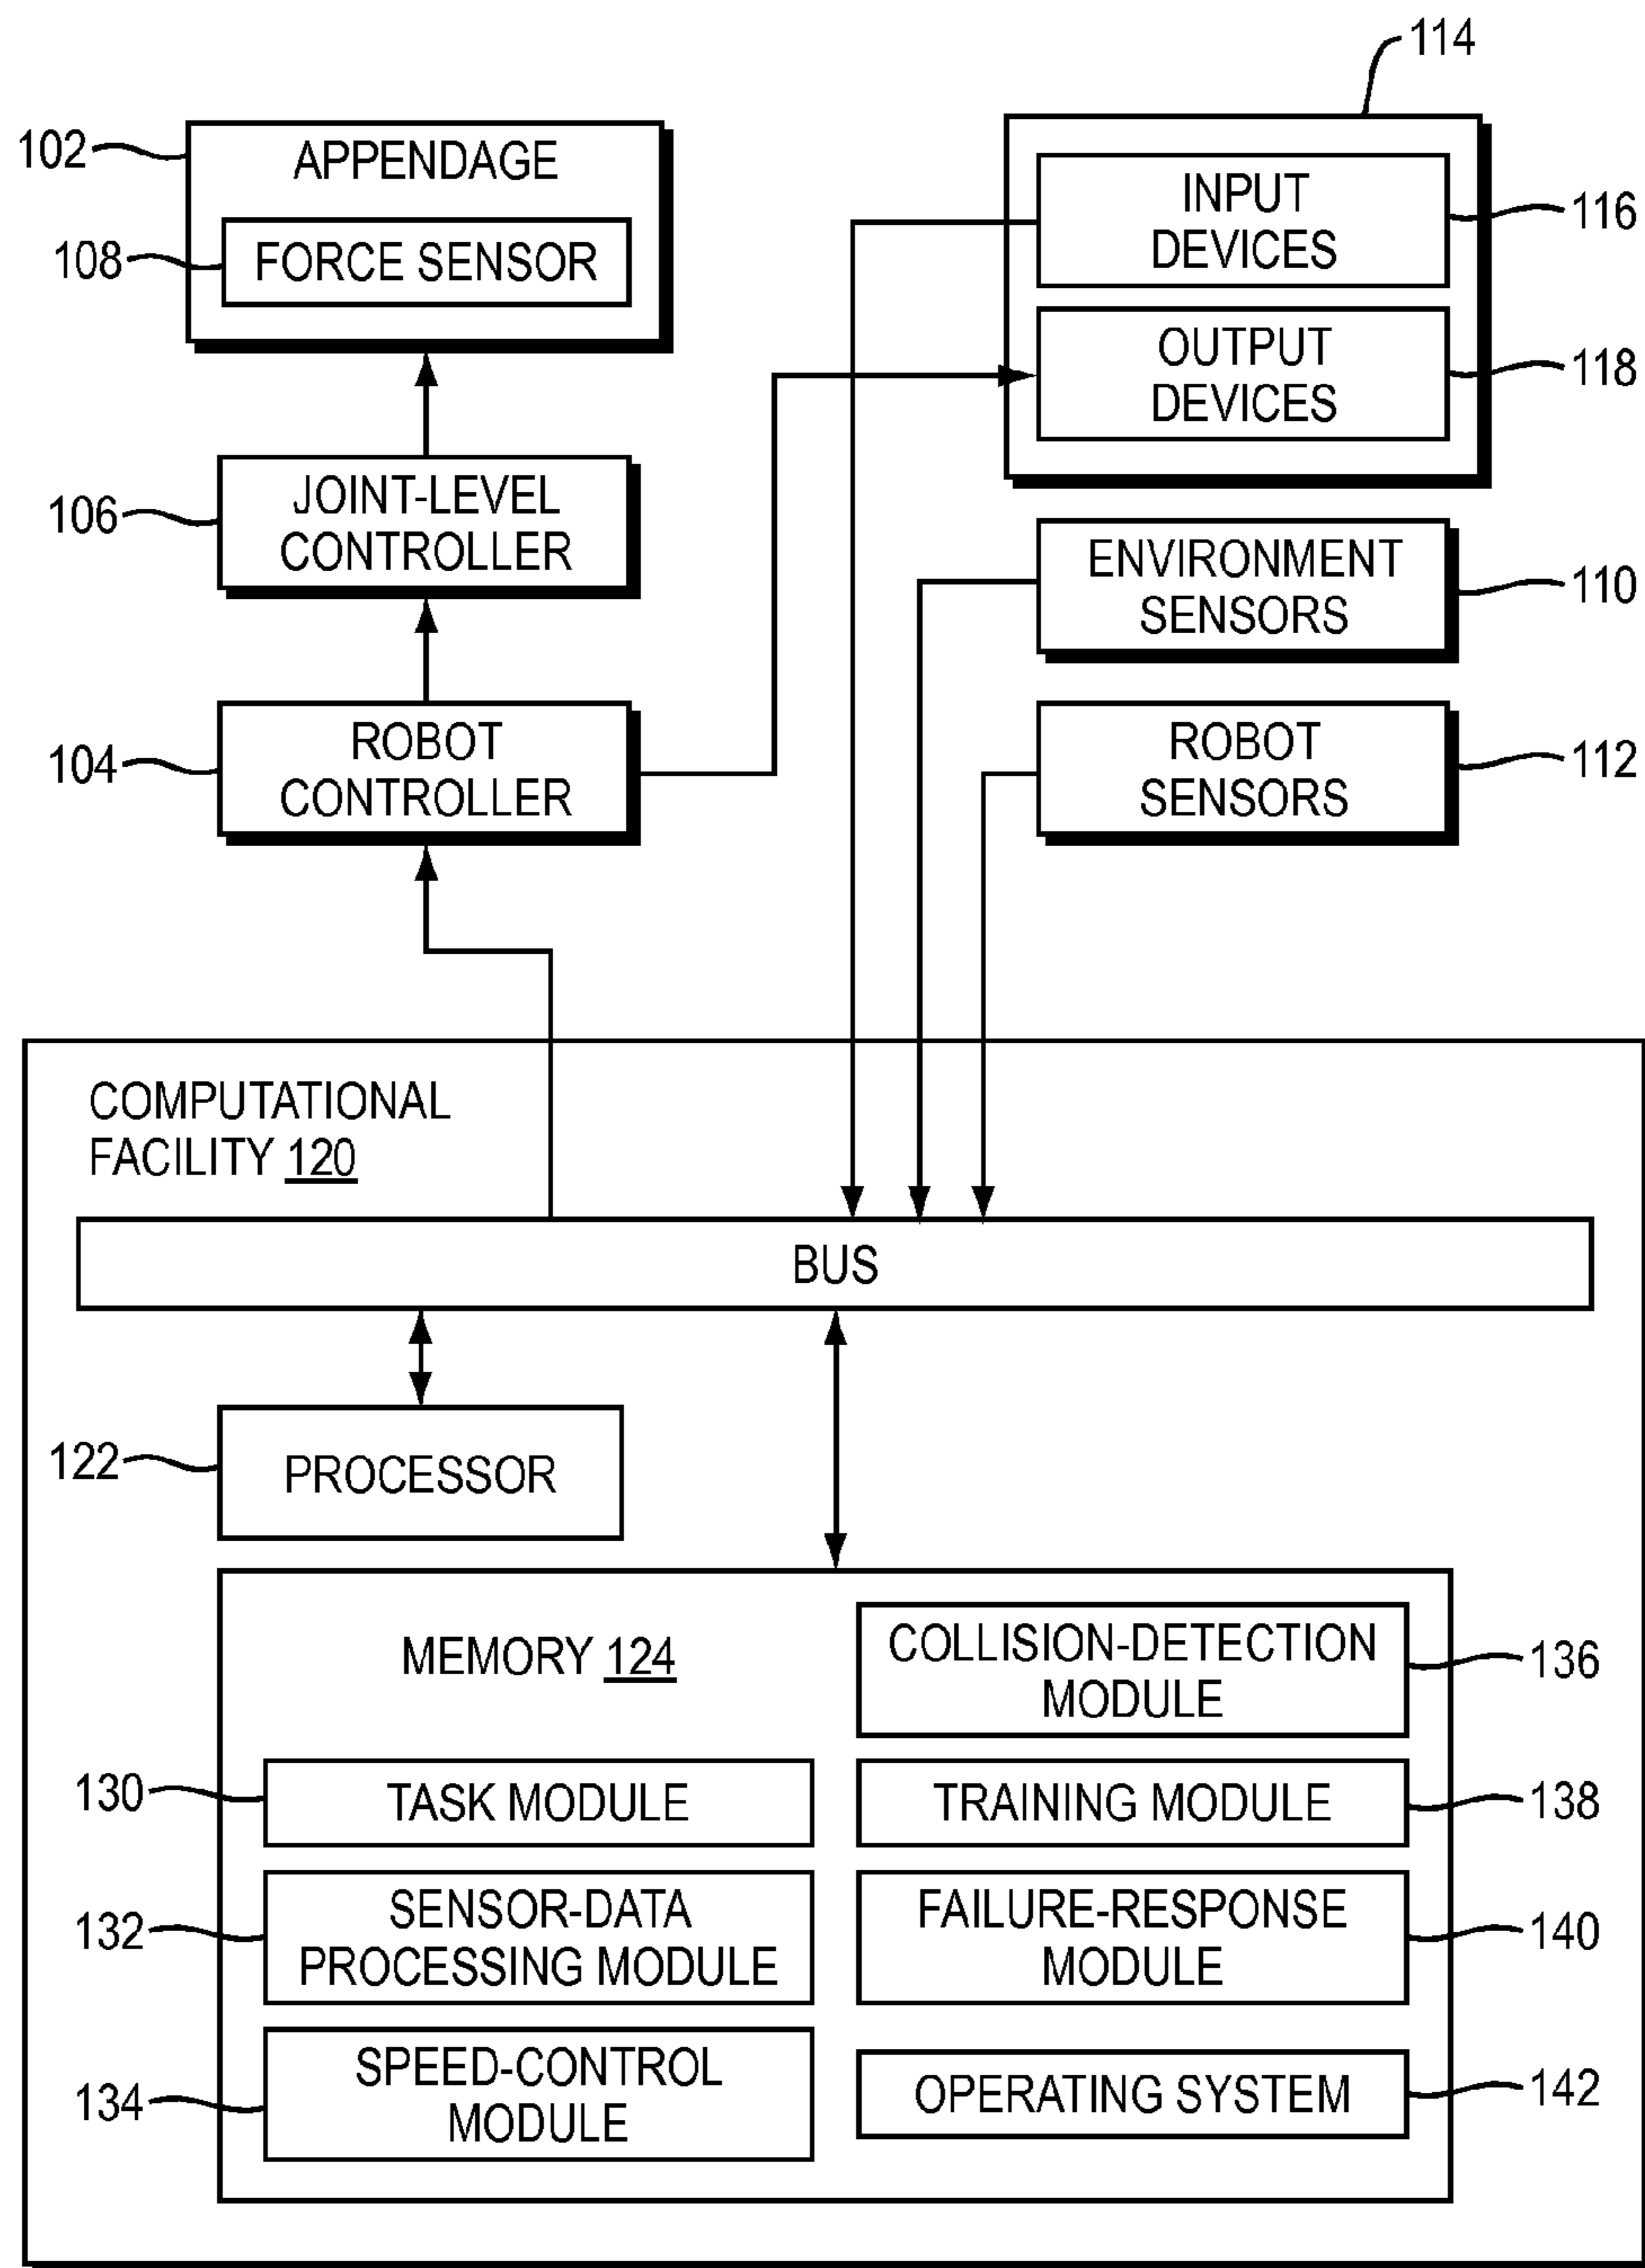 114
102
APPENDAGE
108
FORCE SENSOR
INPUT
DEVICES
116
OUTPUT
DEVICES
118
106
JOINT-LEVEL
CONTROLLER
ENVIRONMENT
SENSORS
110
104
ROBOT
CONTROLLER
ROBOT
SENSORS
112
COMPUTATIONAL
FACILITY 120
BUS
122
PROCESSOR
MEMORY 124
COLLISION-DETECTION
MODULE
136
130
TASK MODULE
TRAINING MODULE
138
132
SENSOR-DATA
PROCESSING MODULE
FAILURE-RESPONSE
MODULE
140
134
SPEED-CONTROL
MODULE
OPERATING SYSTEM
142